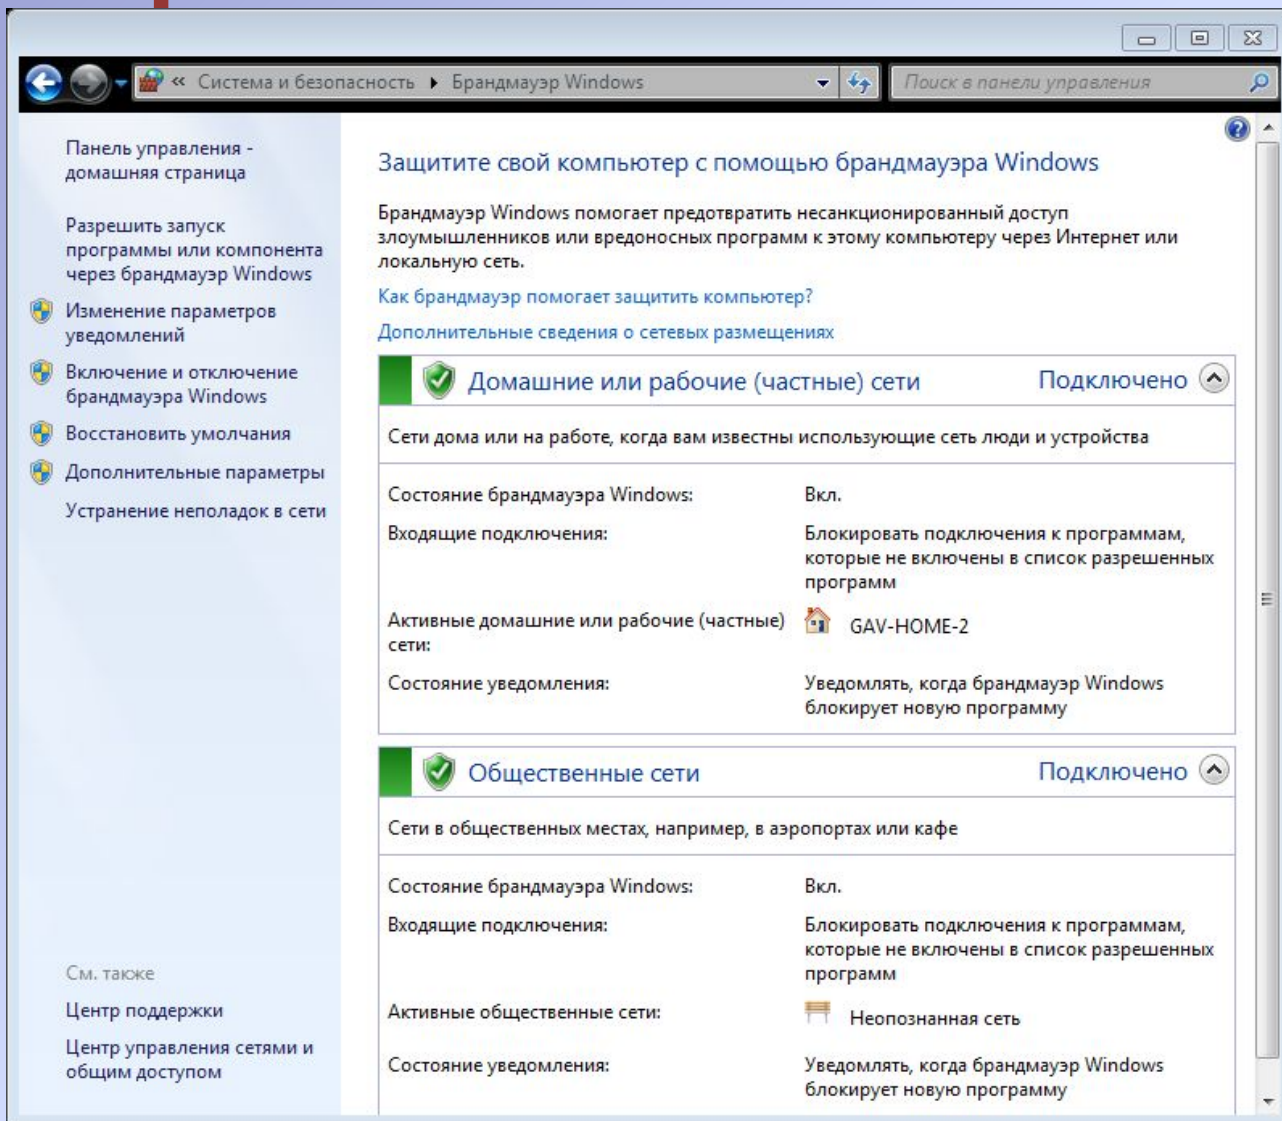 « Система и безопасность ▸ Брандмауэр Windows
Поиск в панели управления
Панель управления -
домашняя страница
Разрешить запуск
программы или компонента
через брандмауэр Windows
Изменение параметров
уведомлений
Включение и отключение
брандмауэра Windows
Восстановить умолчания
Дополнительные параметры
Устранение неполадок в сети
См. также
Центр поддержки
Центр управления сетями и
общим доступом
Защитите свой компьютер с помощью брандмауэра Windows
Брандмауэр Windows помогает предотвратить несанкционированный доступ
злоумышленников или вредоносных программ к этому компьютеру через Интернет или
локальную сеть.
Как брандмауэр помогает защитить компьютер?
Дополнительные сведения о сетевых размещениях
Домашние или рабочие (частные) сети Подключено
Сети дома или на работе, когда вам известны использующие сеть люди и устройства
Состояние брандмауэра Windows: Вкл.
Входящие подключения: Блокировать подключения к программам,
которые не включены в список разрешенных
программ
Активные домашние или рабочие (частные) GAV-HOME-2
сети:
Состояние уведомления: Уведомлять, когда брандмауэр Windows
блокирует новую программу
Общественные сети Подключено
Сети в общественных местах, например, в аэропортах или кафе
Состояние брандмауэра Windows: Вкл.
Входящие подключения: Блокировать подключения к программам,
которые не включены в список разрешенных
программ
Активные общественные сети: Неопознанная сеть
Состояние уведомления: Уведомлять, когда брандмауэр Windows
блокирует новую программу